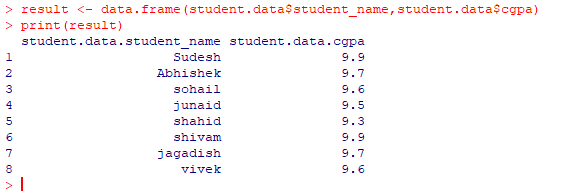 > result <- data.frame(student.data$student_name,student.data$cgpa)
> print(result)
  student.data.student_name student.data.cgpa
1                    Sudesh               9.9
2                  Abhishek               9.7
3                    sohail               9.6
4                    junaid               9.5
5                    shahid               9.3
6                    shivam               9.9
7                  jagadish               9.7
8                     vivek               9.6
>